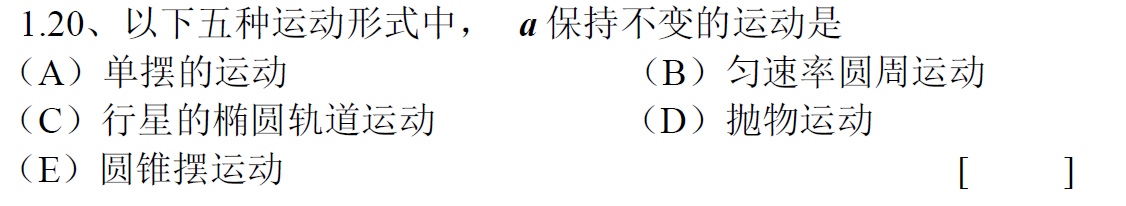 1.20、以下五种运动形式中， a 保持不变的运动是
（A）单摆的运动 （B）匀速率圆周运动
（C）行星的椭圆轨道运动 （D）抛物运动
（E）圆锥摆运动 [ ]